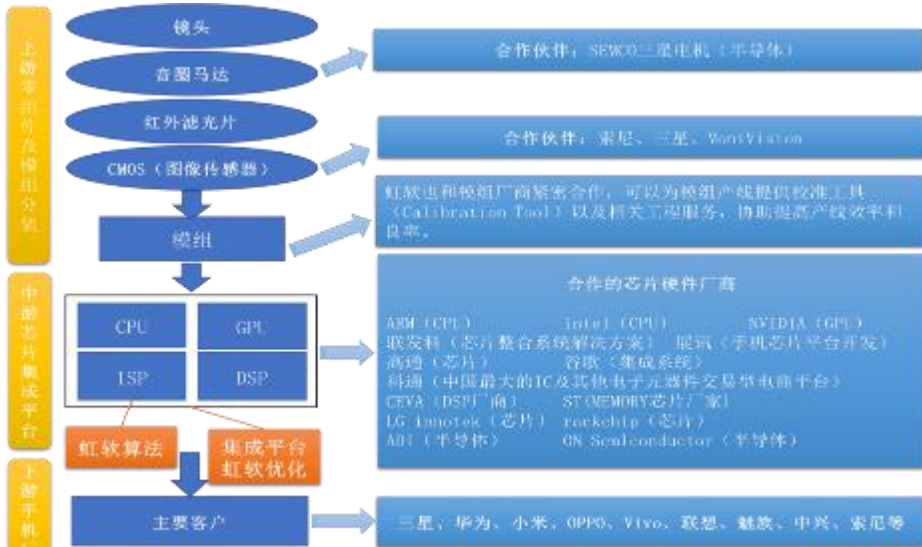 上游零组件及模组分销
镜头
音圈马达
红外滤光片
CMOS（图像传感器）
模组
合作伙伴：SEMCO三星电机（半导体）
合作伙伴：索尼、三星、
虹软也和模组厂商紧密合作，可以为模组产线提供校准工具
（Calibration Tool）以及相关工程服务，协助提高产线效率和
良率。
中游芯片集成平台
CPU
GPU
ISP
DSP
虹软算法
集成平台
虹软优化
合作的芯片硬件厂商
ARM（CPU） intel（CPU） NVIDIA（GPU）
联发科（芯片整合系统解决方案） 展讯（手机芯片平台开发）
高通（芯片） 谷歌（集成系统）
科通（中国最大的IC及其他电子元器件交易型电商平台）
CEVA（DSP厂商） ST(MEMORY芯片厂家)
LG innotek（芯片） rockchip（芯片）
ADI（半导体） ON Semiconductor（半导体）
上游手机
主要客户
三星、华为、小米、OPPO、Vivo、联想、魅族、中兴、索尼等